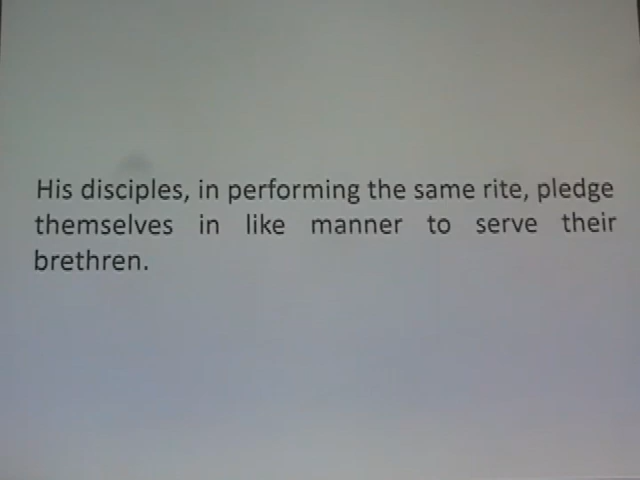 His disciples, in performing the same rite, pledge
themselves in like manner to serve their
brethren.